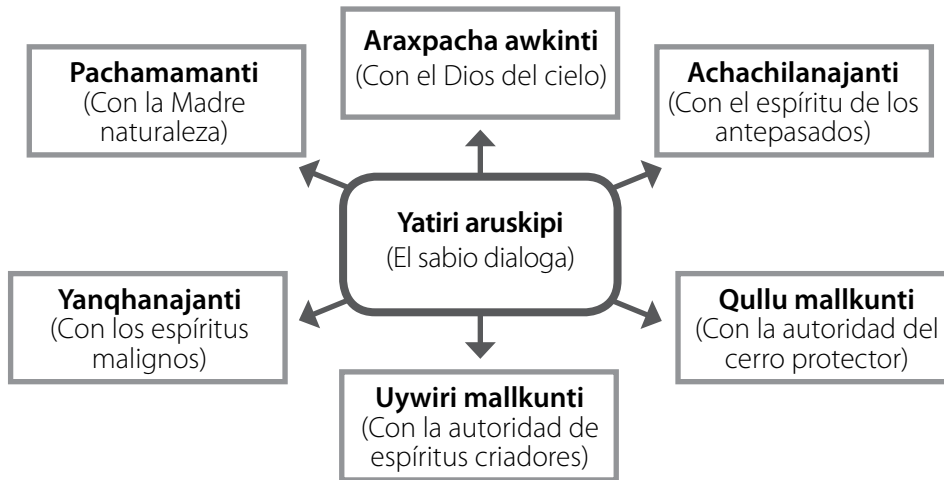 Araxpacha awkinti
(Con el Dios del cielo)
Pachamamanti
(Con la Madre
naturaleza)
Achachilanajanti
(Con el espíritu de los
antepasados)
Yatiri aruskipi
(El sabio dialoga)
Yanqhanajanti
(Con los espíritus
malignos)
Qullu mallkunti
(Con la autoridad del
cerro protector)
Uywiri mallkunti
(Con la autoridad de
espíritus criadores)